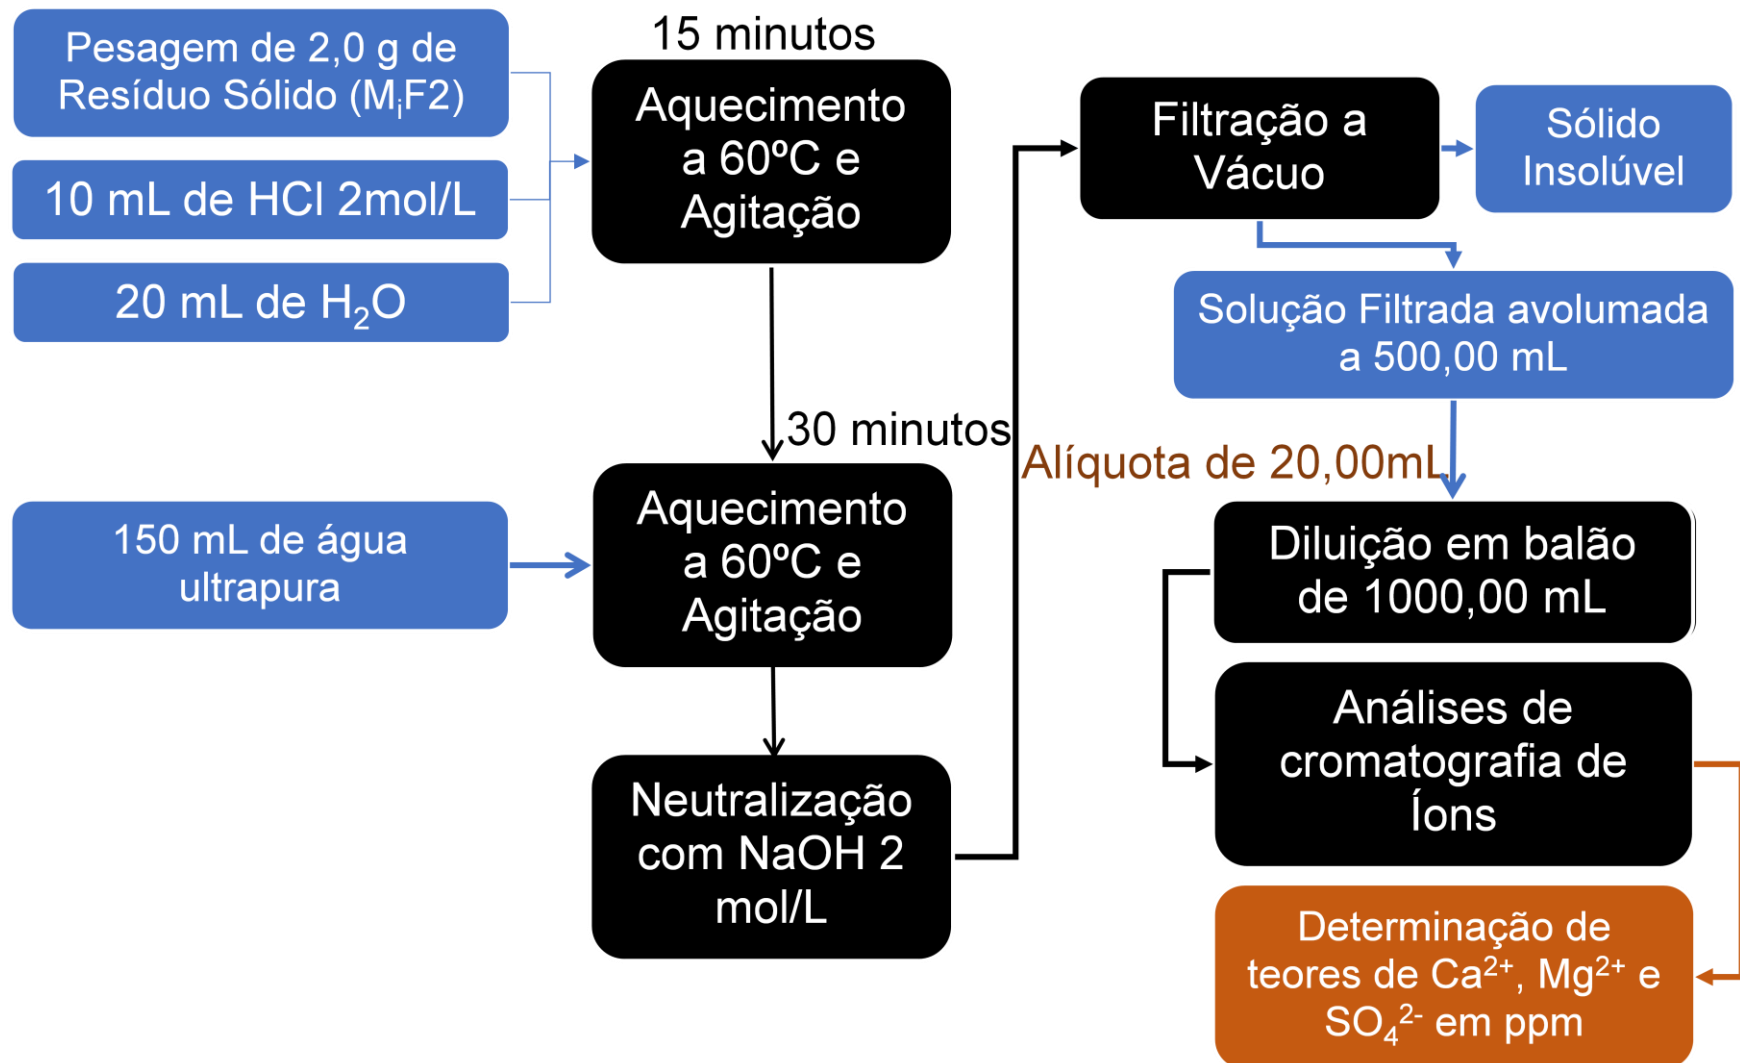 Pesagem de 2,0 g de
Resíduo Sólido (MᵢF2)
10 mL de HCl 2mol/L
20 mL de H₂O
15 minutos
Aquecimento
a 60ºC e
Agitação
30 minutos
150 mL de água
ultrapura
Aquecimento
a 60ºC e
Agitação
Neutralização
com NaOH 2
mol/L
Filtração a
Vácuo
Sólido
Insolúvel
Solução Filtrada avolumada
a 500,00 mL
Alíquota de 20,00mL
Diluição em balão
de 1000,00 mL
Análises de
cromatografia de
Íons
Determinação de
teores de Ca²⁺, Mg²⁺ e
SO₄²⁻ em ppm